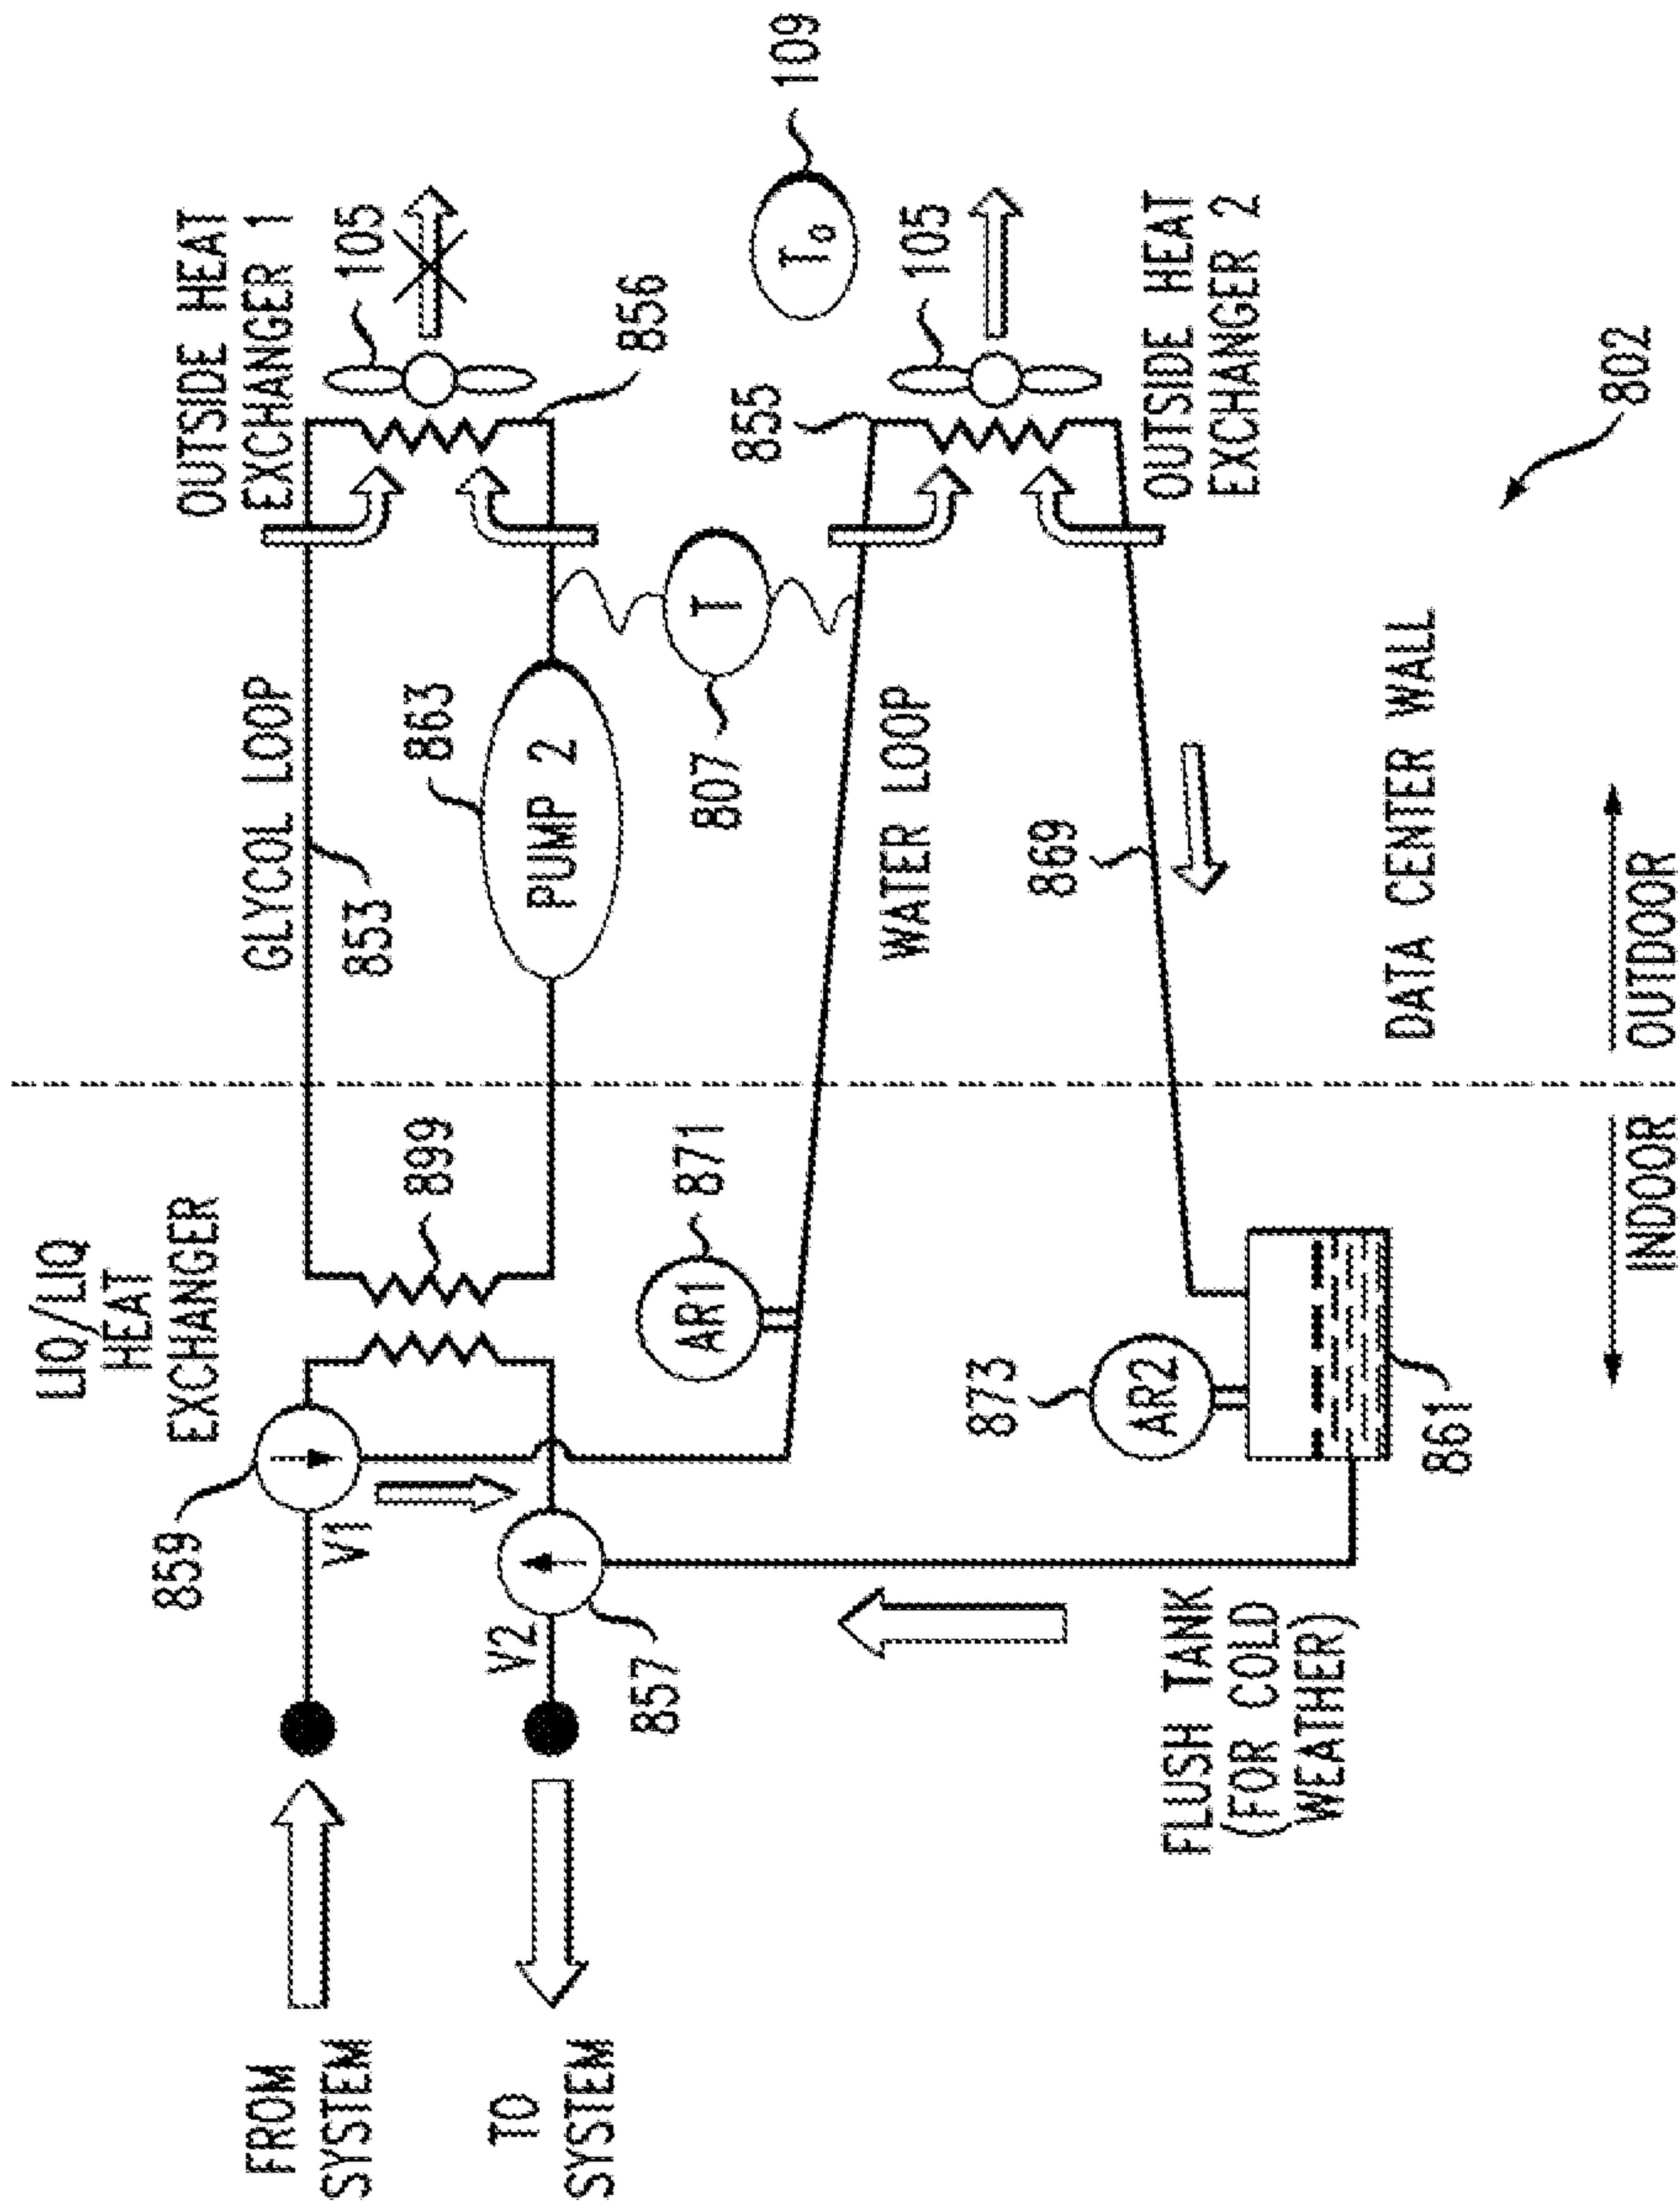 LIQ/LIQ
HEAT
EXCHANGER
OUTSIDE HEAT
EXCHANGER 1
105
859
899
GLYCOL LOOP
853
FROM
SYSTEM
V1
863
PUMP 2
856
TO
SYSTEM
V2
857
AR1
871
T
807
855
T₀
109
WATER LOOP
105
873
AR2
869
OUTSIDE HEAT
EXCHANGER 2
FLUSH TANK
(FOR COLD
WEATHER)
861
DATA CENTER WALL
INDOOR
OUTDOOR
802